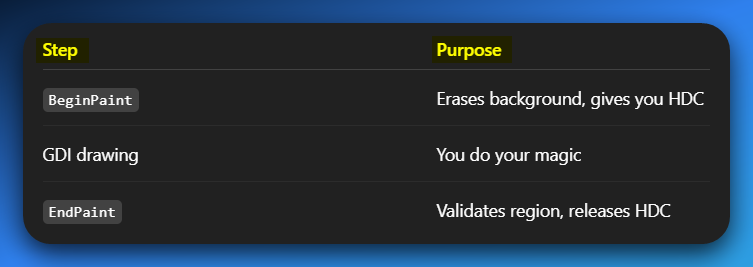 Step Purpose
BeginPaint Erases background, gives you HDC
GDI drawing You do your magic
EndPaint Validates region, releases HDC